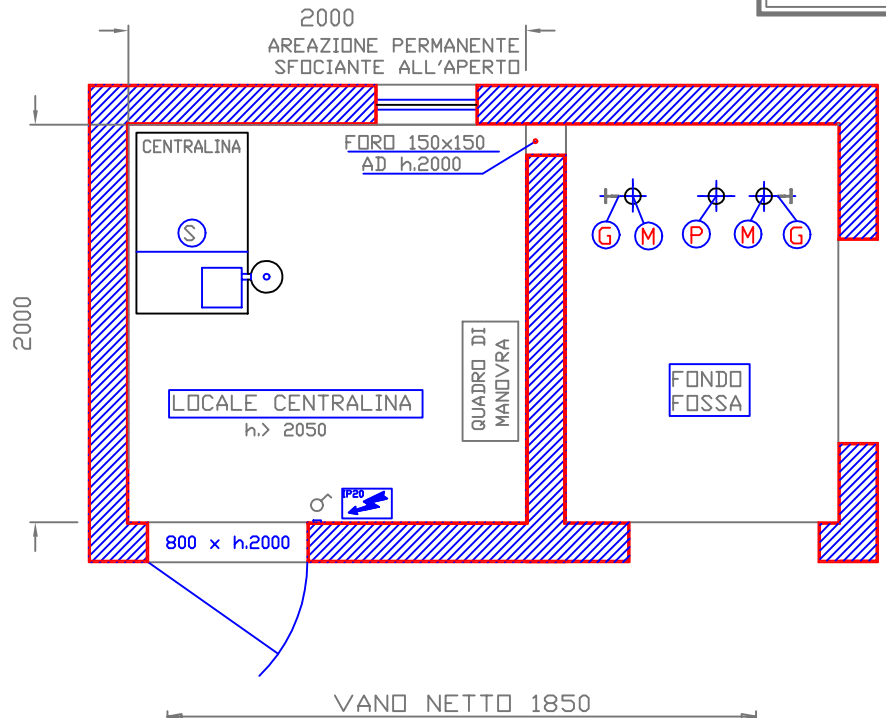 2000
AREAZIONE PERMANENTE
SFOCIANTE ALL'APERTO
CENTRALINA
FORO 150x150
AD h.2000
S
G M P M G
2000
QUADRO DI
MANOVRA
FONDO
FOSSA
LOCALE CENTRALINA
h.> 2050
IP20
800 x h.2000
VANO NETTO 1850